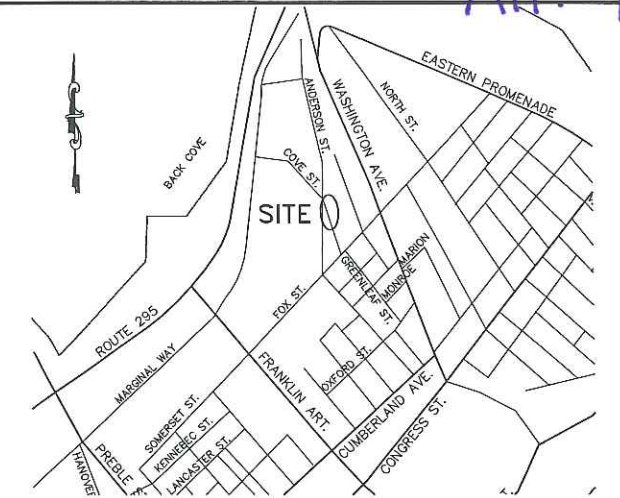 EASTERN PROMENADE
NORTH ST.
WASHINGTON AVE.
ANDERSON ST.
BACK COVE
COVE ST.
SITE
MARION
MONROE
GREENLEAF ST.
FOX ST.
ROUTE 295
MARGINAL WAY
FRANKLIN ART.
OXFORD ST.
CUMBERLAND AVE.
CONGRESS ST.
SOMERSET ST.
KENNEBEC ST.
LANCASTER ST.
PREBLE
HANOVER